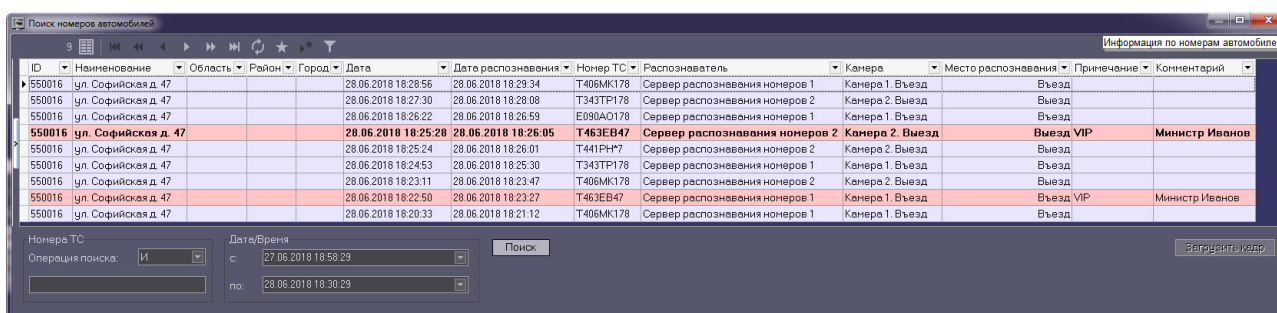 Поиск номеров автомобилей
9
Информация по номерам автомобиле
ID Наименование Область Район Город Дата Дата распознавания Номер ТС Распознаватель Камера Место распознавания Примечание Комментарий
550016 ул. Софийская д. 47 28.06.2018 18:28:56 28.06.2018 18:29:34 T406MK178 Сервер распознавания номеров 1 Камера 1. Въезд Въезд
550016 ул. Софийская д. 47 28.06.2018 18:27:30 28.06.2018 18:28:08 T343TP178 Сервер распознавания номеров 2 Камера 2. Выезд Выезд
550016 ул. Софийская д. 47 28.06.2018 18:26:22 28.06.2018 18:26:59 E090AO178 Сервер распознавания номеров 1 Камера 1. Въезд Въезд
550016 ул. Софийская д. 47 28.06.2018 18:25:28 28.06.2018 18:26:05 T463EB47 Сервер распознавания номеров 2 Камера 2. Выезд Выезд VIP Министр Иванов
550016 ул. Софийская д. 47 28.06.2018 18:25:24 28.06.2018 18:26:01 T441PH*7 Сервер распознавания номеров 2 Камера 2. Выезд Выезд
550016 ул. Софийская д. 47 28.06.2018 18:24:53 28.06.2018 18:25:30 T343TP178 Сервер распознавания номеров 1 Камера 1. Въезд Въезд
550016 ул. Софийская д. 47 28.06.2018 18:23:11 28.06.2018 18:23:47 T406MK178 Сервер распознавания номеров 2 Камера 2. Выезд Выезд
550016 ул. Софийская д. 47 28.06.2018 18:22:50 28.06.2018 18:23:27 T463EB47 Сервер распознавания номеров 1 Камера 1. Въезд Въезд VIP Министр Иванов
550016 ул. Софийская д. 47 28.06.2018 18:20:33 28.06.2018 18:21:12 T406MK178 Сервер распознавания номеров 1 Камера 1. Въезд Въезд
Номера ТС Дата/Время
Поиск Загрузить кадр
Операция поиска: И с: 27.06.2018 18:58:29
по: 28.06.2018 18:30:29